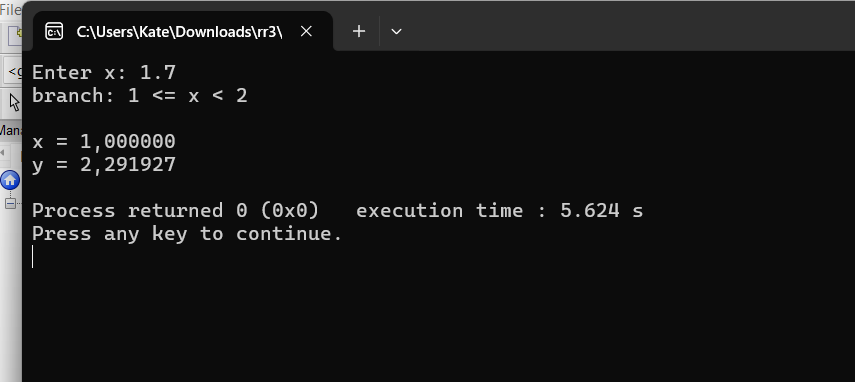 File
C:\Users\Kate\Downloads\rr3\
Enter x: 1.7
branch: 1 <= x < 2
x = 1,000000
y = 2,291927
Process returned 0 (0x0)   execution time : 5.624 s
Press any key to continue.